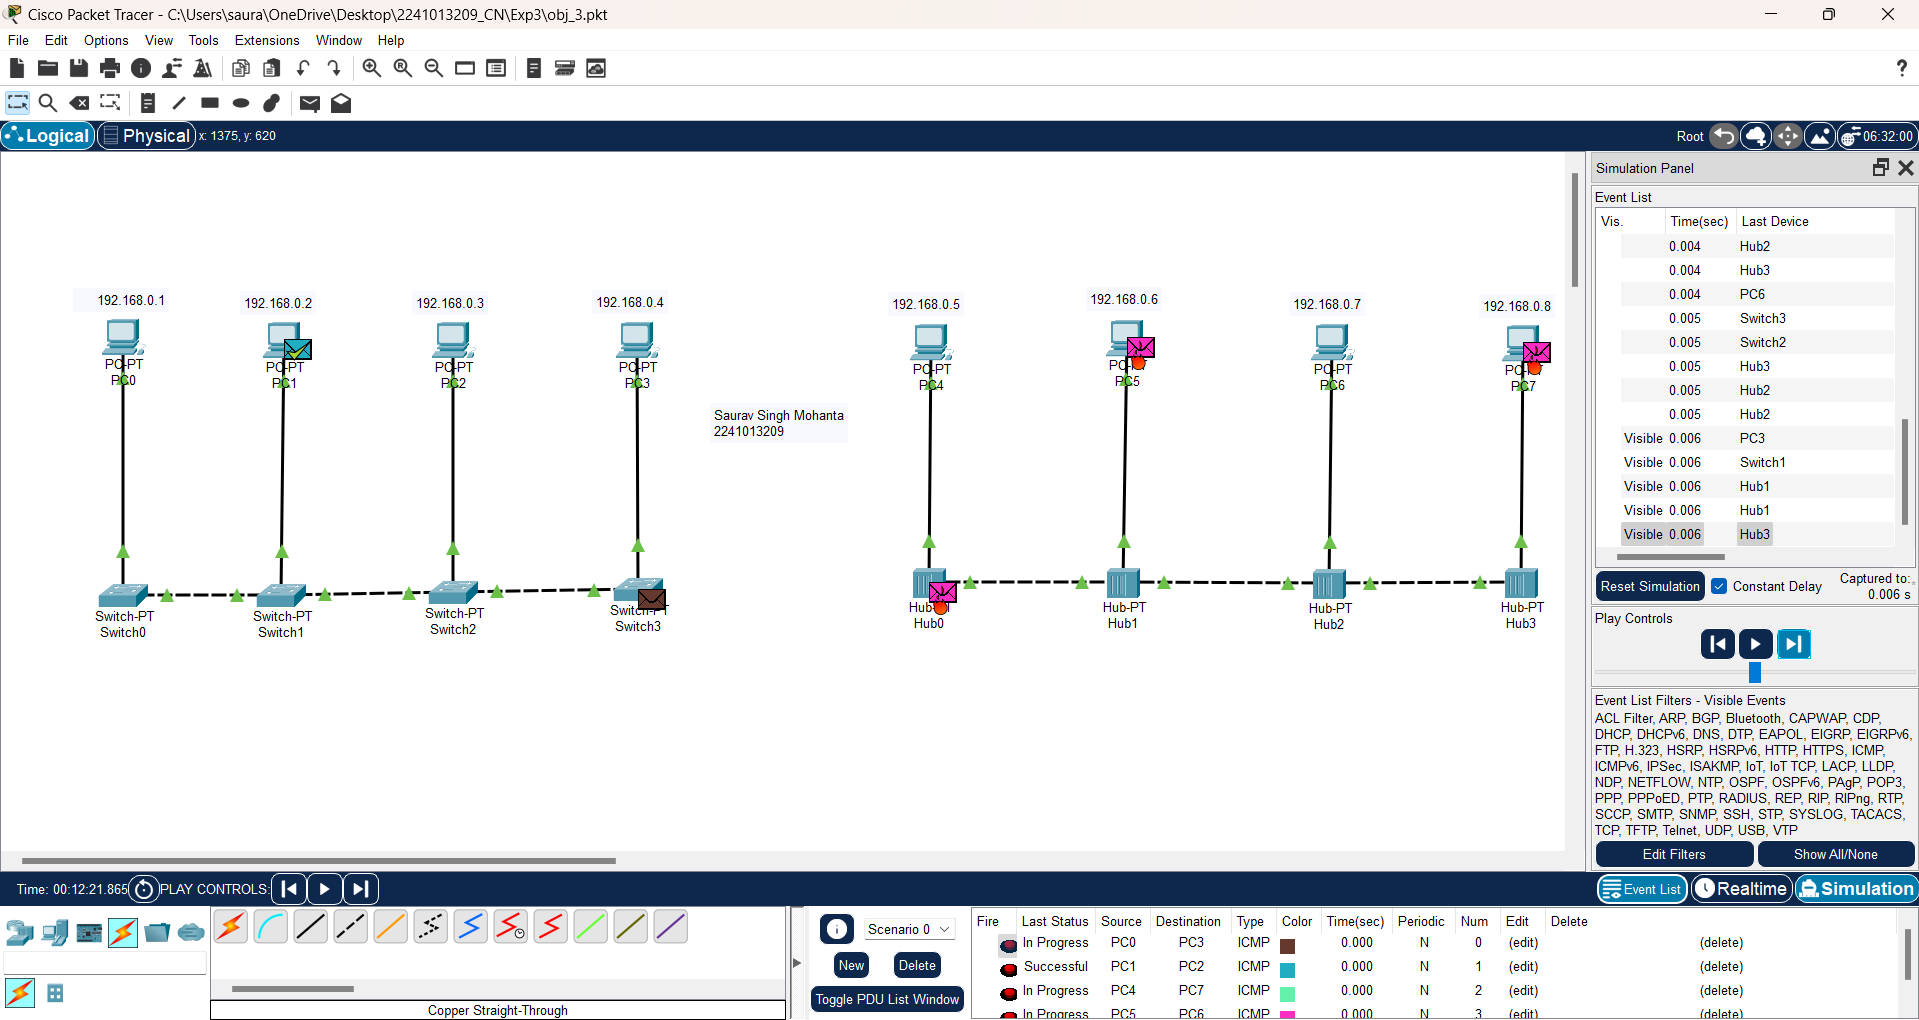 Cisco Packet Tracer - C:\Users\saura\OneDrive\Desktop\2241013209_CN\Exp3\obj_3.pkt
File Edit Options View Tools Extensions Window Help
?
Logical Physical x: 1375, y: 620 Root 06:32:00
Simulation Panel
Event List
Vis. Time(sec) Last Device
0.004 Hub2
0.004 Hub3
0.004 PC6
0.005 Switch3
0.005 Switch2
0.005 Hub3
0.005 Hub2
0.005 Hub2
Visible 0.006 PC3
Visible 0.006 Switch1
Visible 0.006 Hub1
Visible 0.006 Hub1
Visible 0.006 Hub3
Reset Simulation Constant Delay Captured to:
0.006 s
Play Controls
Event List Filters - Visible Events
ACL Filter, ARP, BGP, Bluetooth, CAPWAP, CDP,
DHCP, DHCPv6, DNS, DTP, EAPOL, EIGRP, EIGRPv6,
FTP, H.323, HSRP, HSRPv6, HTTP, HTTPS, ICMP,
ICMPv6, IPSec, ISAKMP, IoT, IoT TCP, LACP, LLDP,
NDP, NETFLOW, NTP, OSPF, OSPFv6, PAgP, POP3,
PPP, PPPoED, PTP, RADIUS, REP, RIP, RIPng, RTP,
SCCP, SMTP, SNMP, SSH, STP, SYSLOG, TACACS,
TCP, TFTP, Telnet, UDP, USB, VTP
Edit Filters Show All/None
192.168.0.1 192.168.0.2 192.168.0.3 192.168.0.4 192.168.0.5 192.168.0.6 192.168.0.7 192.168.0.8
PC-PT PC-PT PC-PT PC-PT PC-PT PC-PT PC-PT PC-PT
PC0 PC1 PC2 PC3 PC4 PC5 PC6 PC7
Saurav Singh Mohanta
2241013209
Switch-PT Switch-PT Switch-PT Switch-PT Hub-PT Hub-PT Hub-PT Hub-PT
Switch0 Switch1 Switch2 Switch3 Hub0 Hub1 Hub2 Hub3
Time: 00:12:21.865 PLAY CONTROLS: Event List Realtime Simulation
Scenario 0
New Delete
Toggle PDU List Window
Copper Straight-Through
Fire Last Status Source Destination Type Color Time(sec) Periodic Num Edit Delete
In Progress PC0 PC3 ICMP 0.000 N 0 (edit) (delete)
Successful PC1 PC2 ICMP 0.000 N 1 (edit) (delete)
In Progress PC4 PC7 ICMP 0.000 N 2 (edit) (delete)
In Progress PC5 PC6 ICMP 0.000 N 3 (edit) (delete)